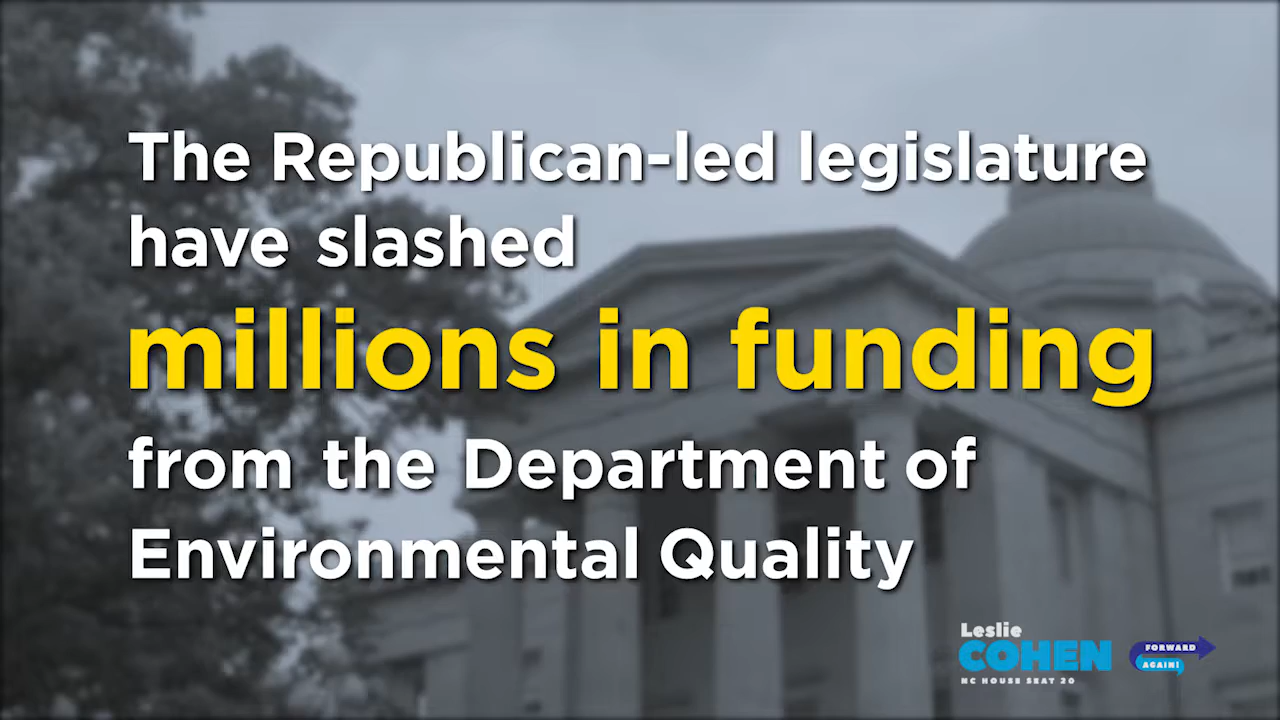 The Republican-led legislature
have slashed
millions in funding
from the Department of
Environmental Quality
Leslie
COHEN
NC HOUSE SEAT 20
FORWARD
AGAIN!